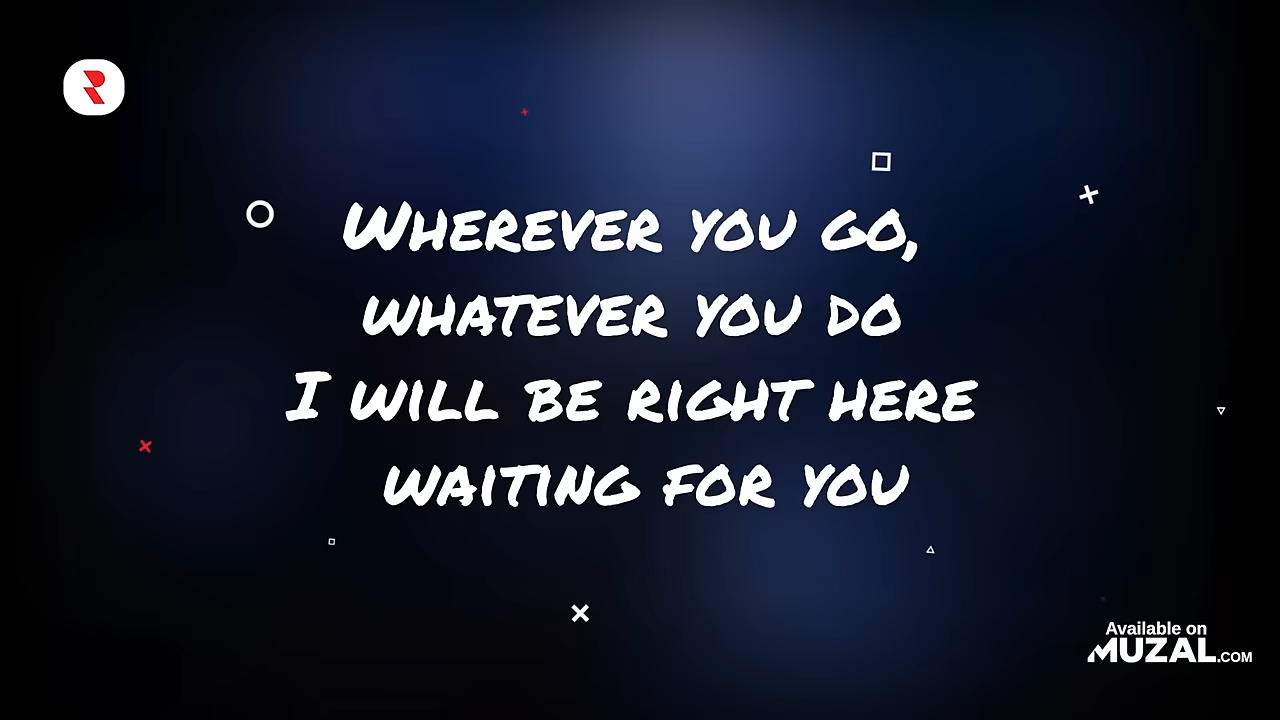 Wherever you go,
whatever you do
I will be right here
waiting for you
Available on
MUZAL.COM